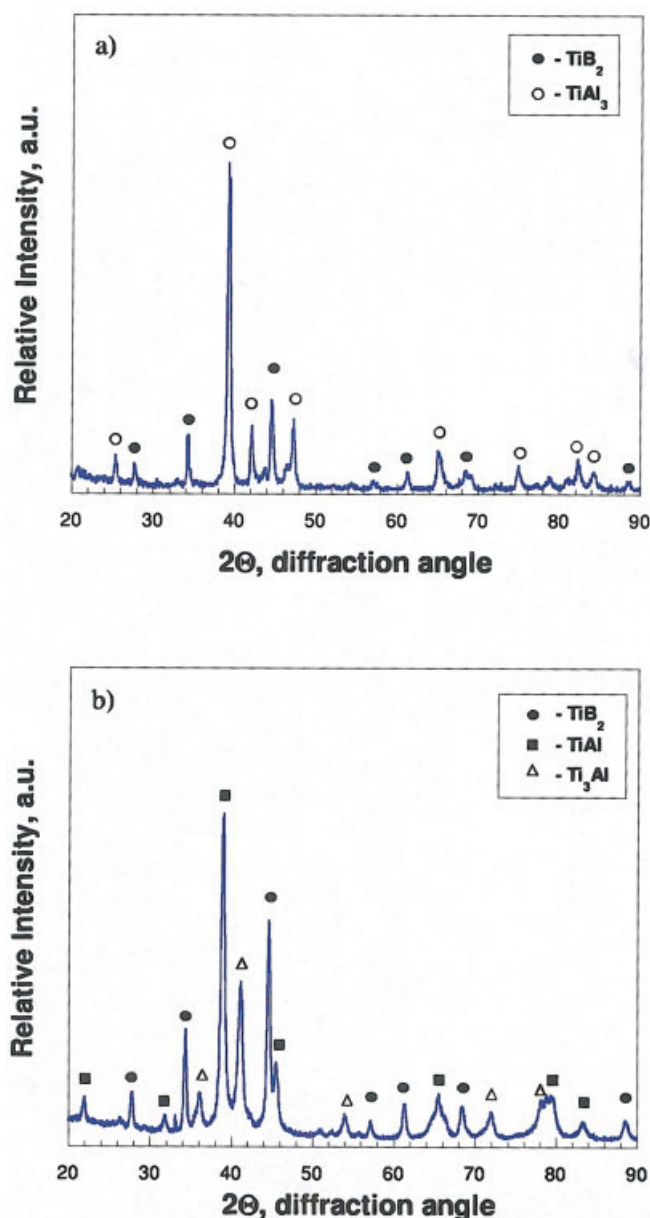 a)
● - TiB₂
○ - TiAl₃
Relative Intensity, a.u.
20 30 40 50 60 70 80 90
2Θ, diffraction angle
b)
● - TiB₂
■ - TiAl
△ - Ti₃Al
Relative Intensity, a.u.
20 30 40 50 60 70 80 90
2Θ, diffraction angle